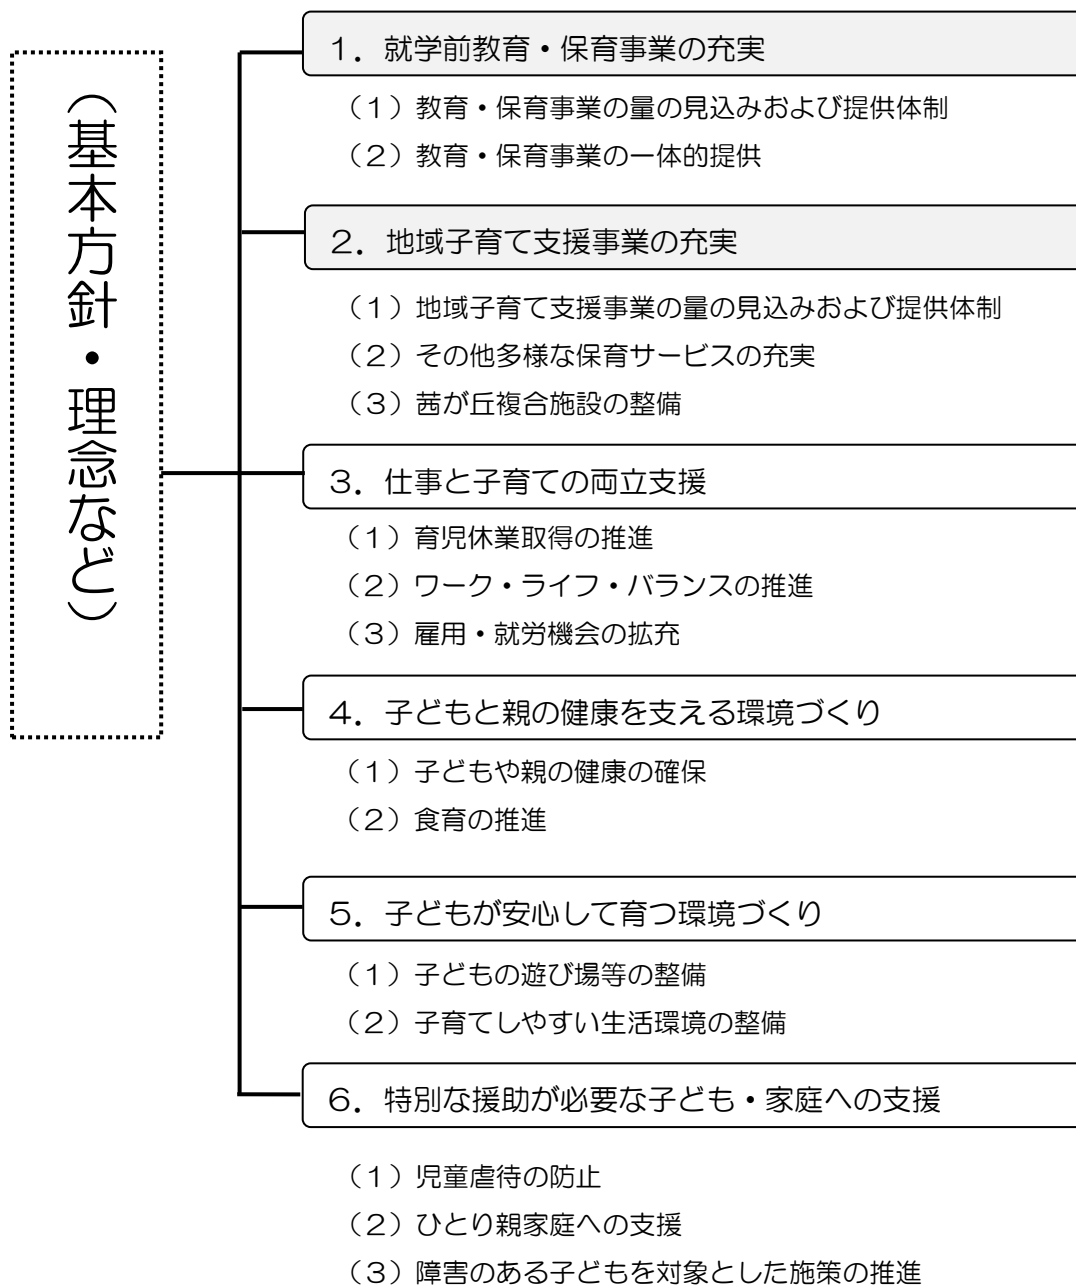 （基本方針・理念など）
１．就学前教育・保育事業の充実
（１）教育・保育事業の量の見込みおよび提供体制
（２）教育・保育事業の一体的提供
２．地域子育て支援事業の充実
（１）地域子育て支援事業の量の見込みおよび提供体制
（２）その他多様な保育サービスの充実
（３）茜が丘複合施設の整備
３．仕事と子育ての両立支援
（１）育児休業取得の推進
（２）ワーク・ライフ・バランスの推進
（３）雇用・就労機会の拡充
４．子どもと親の健康を支える環境づくり
（１）子どもや親の健康の確保
（２）食育の推進
５．子どもが安心して育つ環境づくり
（１）子どもの遊び場等の整備
（２）子育てしやすい生活環境の整備
６．特別な援助が必要な子ども・家庭への支援
（１）児童虐待の防止
（２）ひとり親家庭への支援
（３）障害のある子どもを対象とした施策の推進